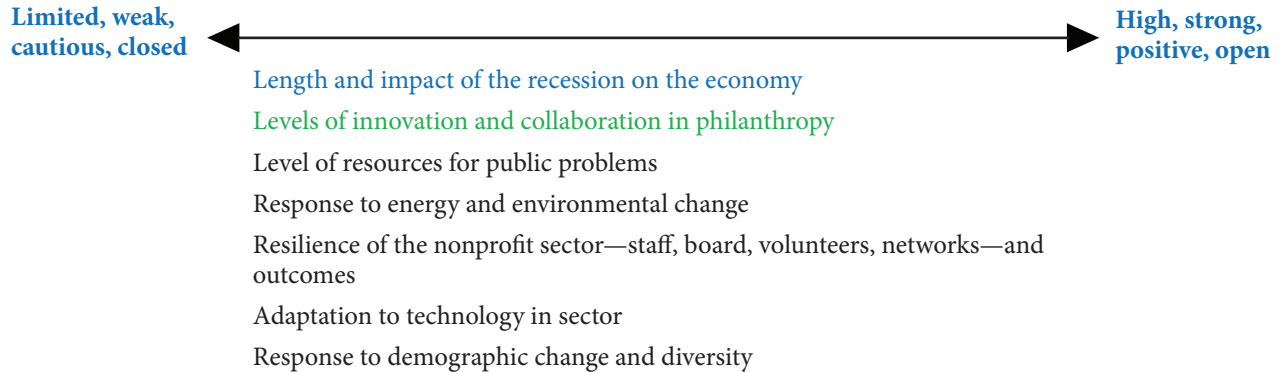 Limited, weak,
cautious, closed
High, strong,
positive, open
Length and impact of the recession on the economy
Levels of innovation and collaboration in philanthropy
Level of resources for public problems
Response to energy and environmental change
Resilience of the nonprofit sector—staff, board, volunteers, networks—and
outcomes
Adaptation to technology in sector
Response to demographic change and diversity